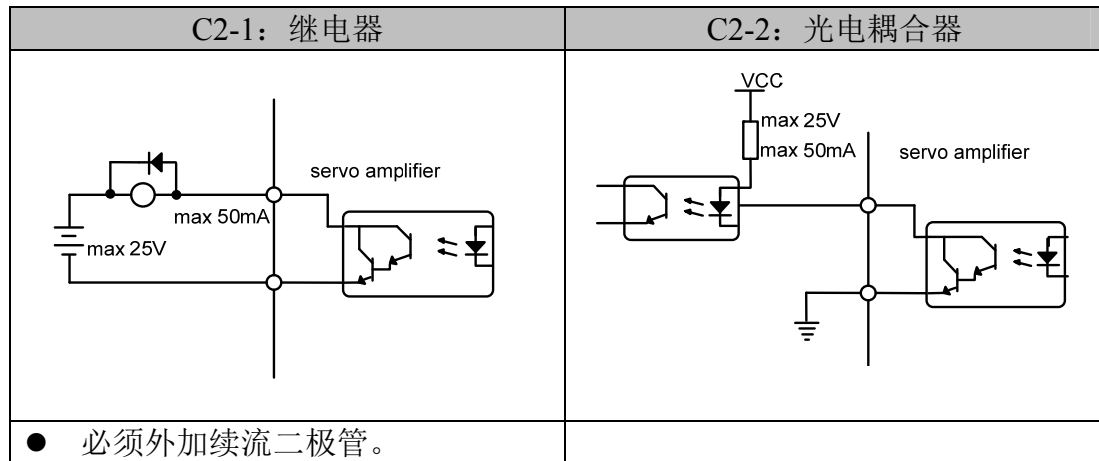 C2-1：继电器
C2-2：光电耦合器
servo amplifier
max 50mA
max 25V
VCC
max 25V
max 50mA
servo amplifier
● 必须外加续流二极管。